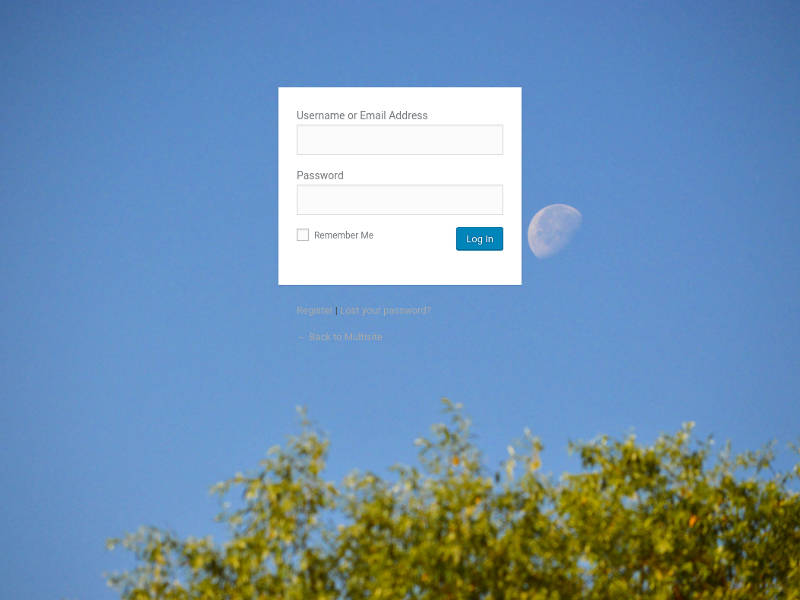 Username or Email Address
Password
Remember Me
Log In
Register | Lost your password?
← Back to Multisite